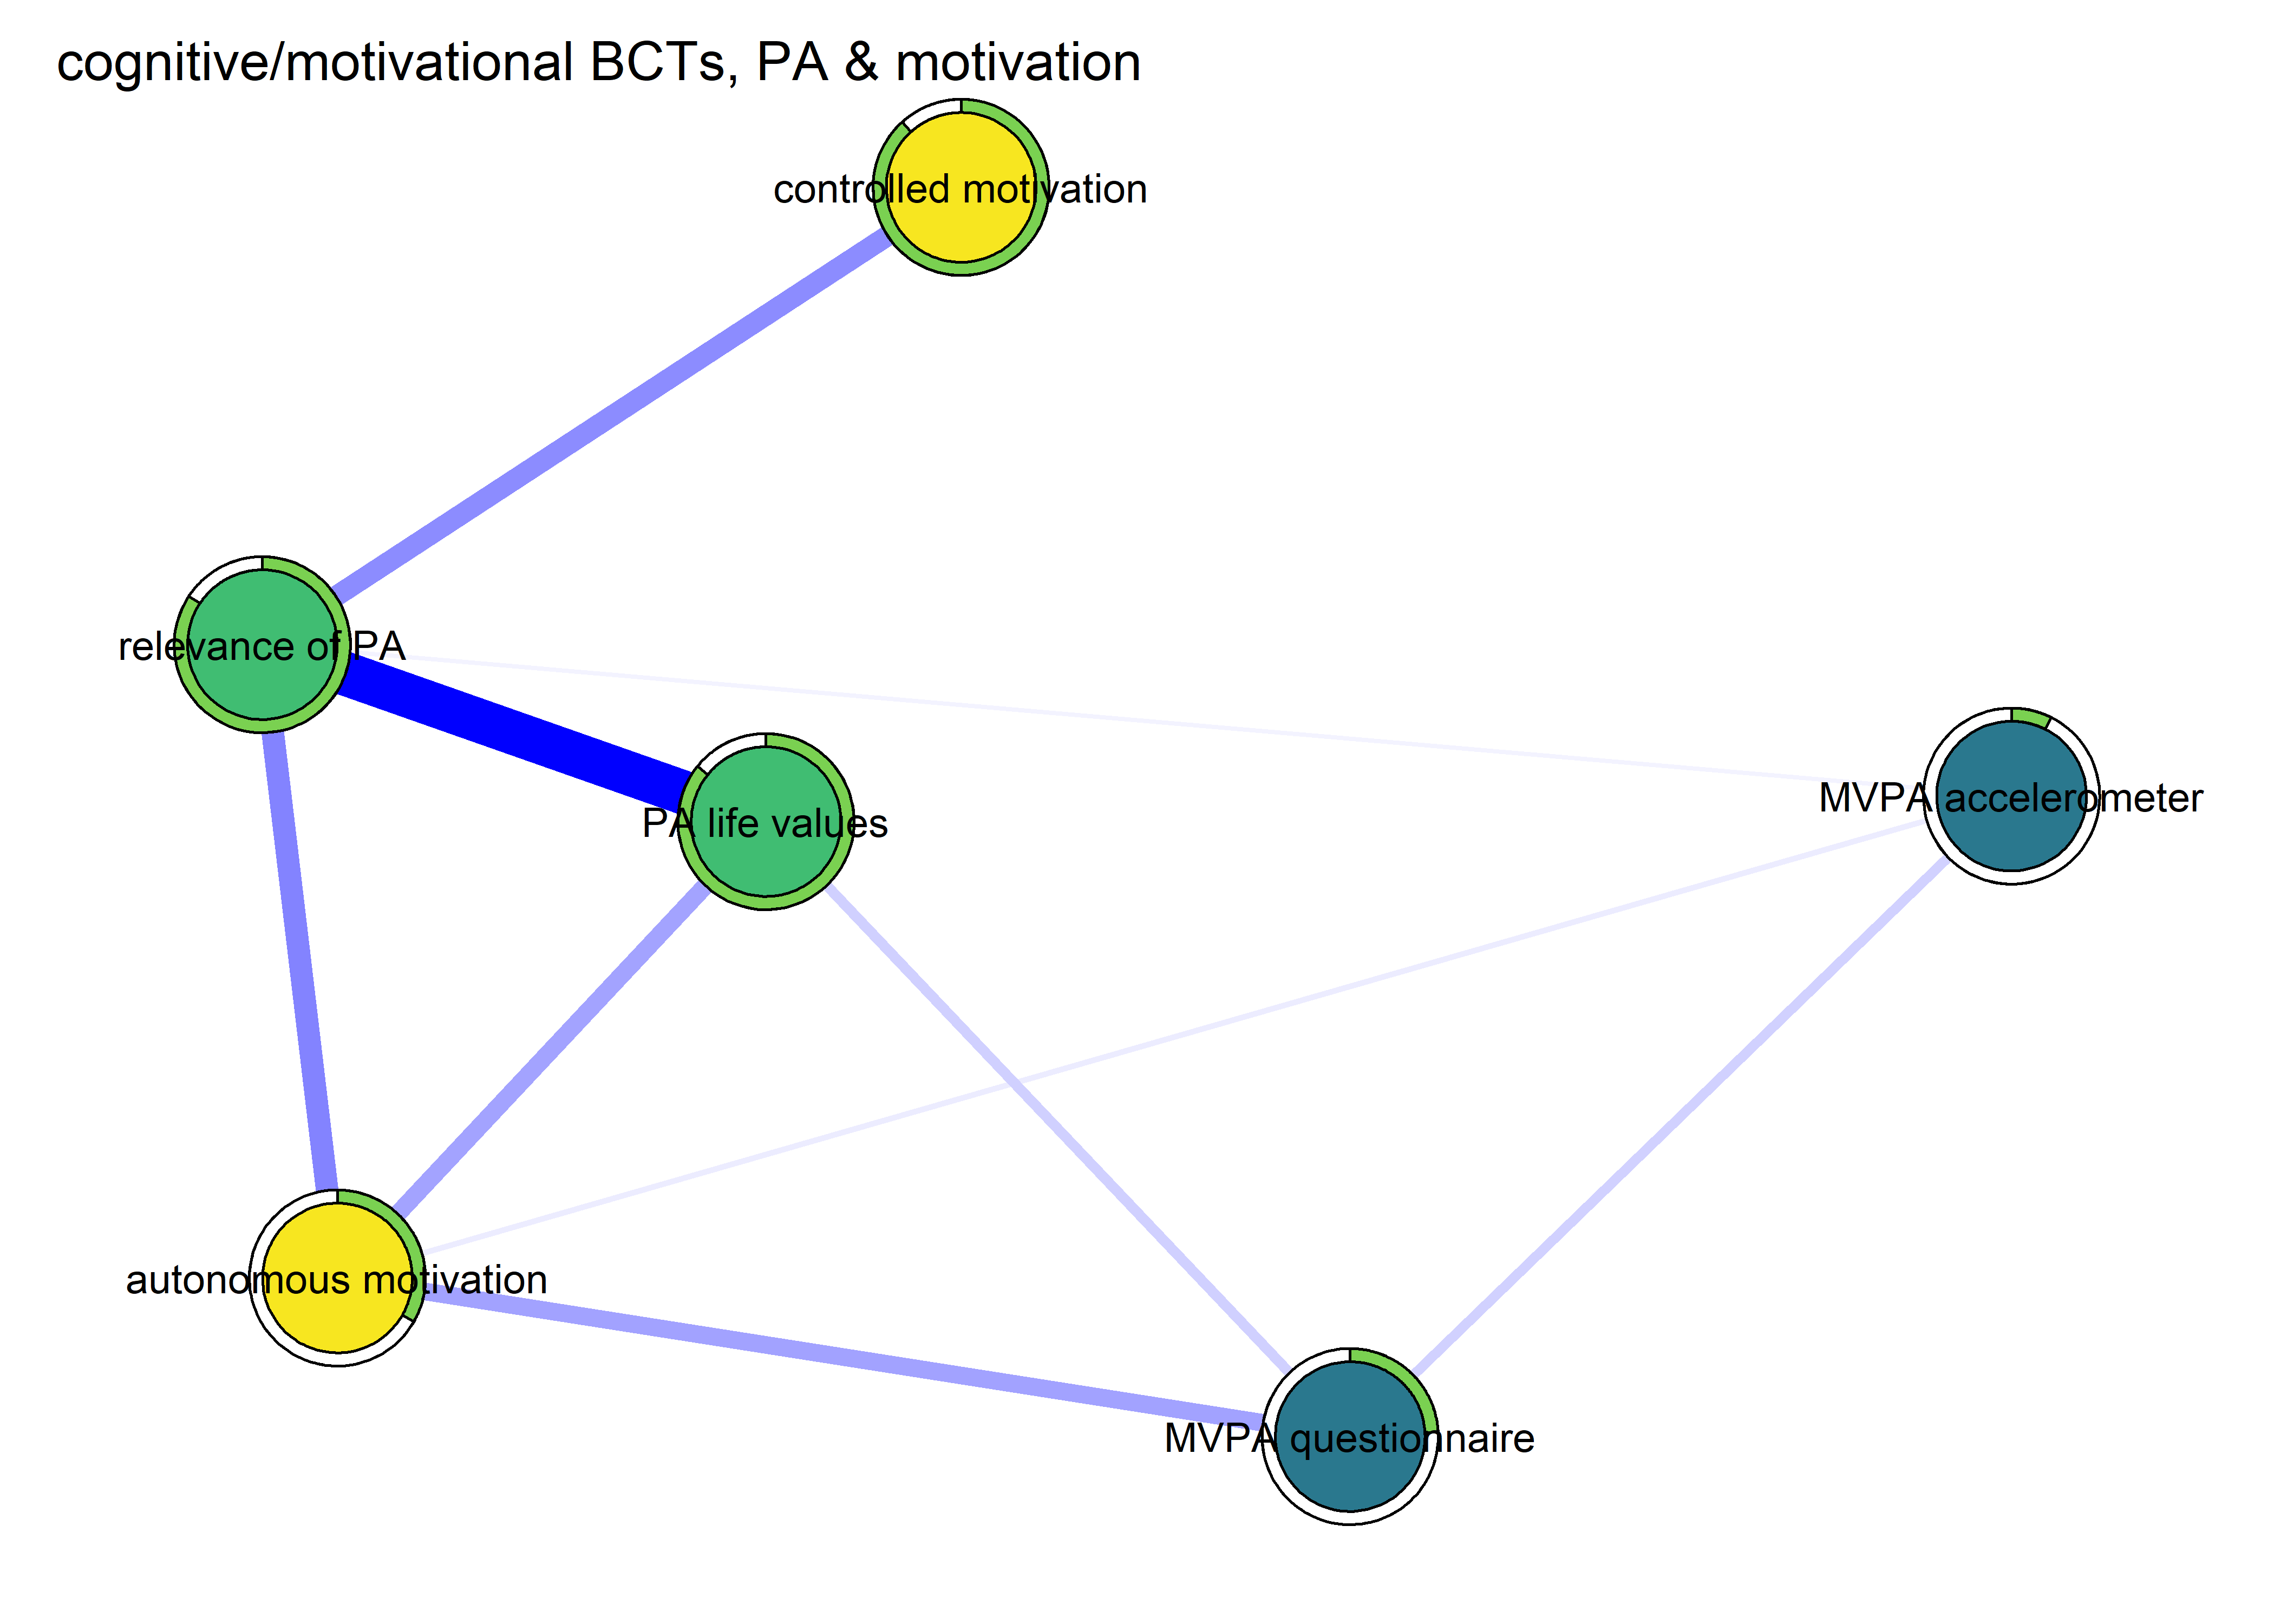 cognitive/motivational BCTs, PA & motivation
controlled motivation
relevance of PA
PA life values
MVPA accelerometer
autonomous motivation
MVPA questionnaire